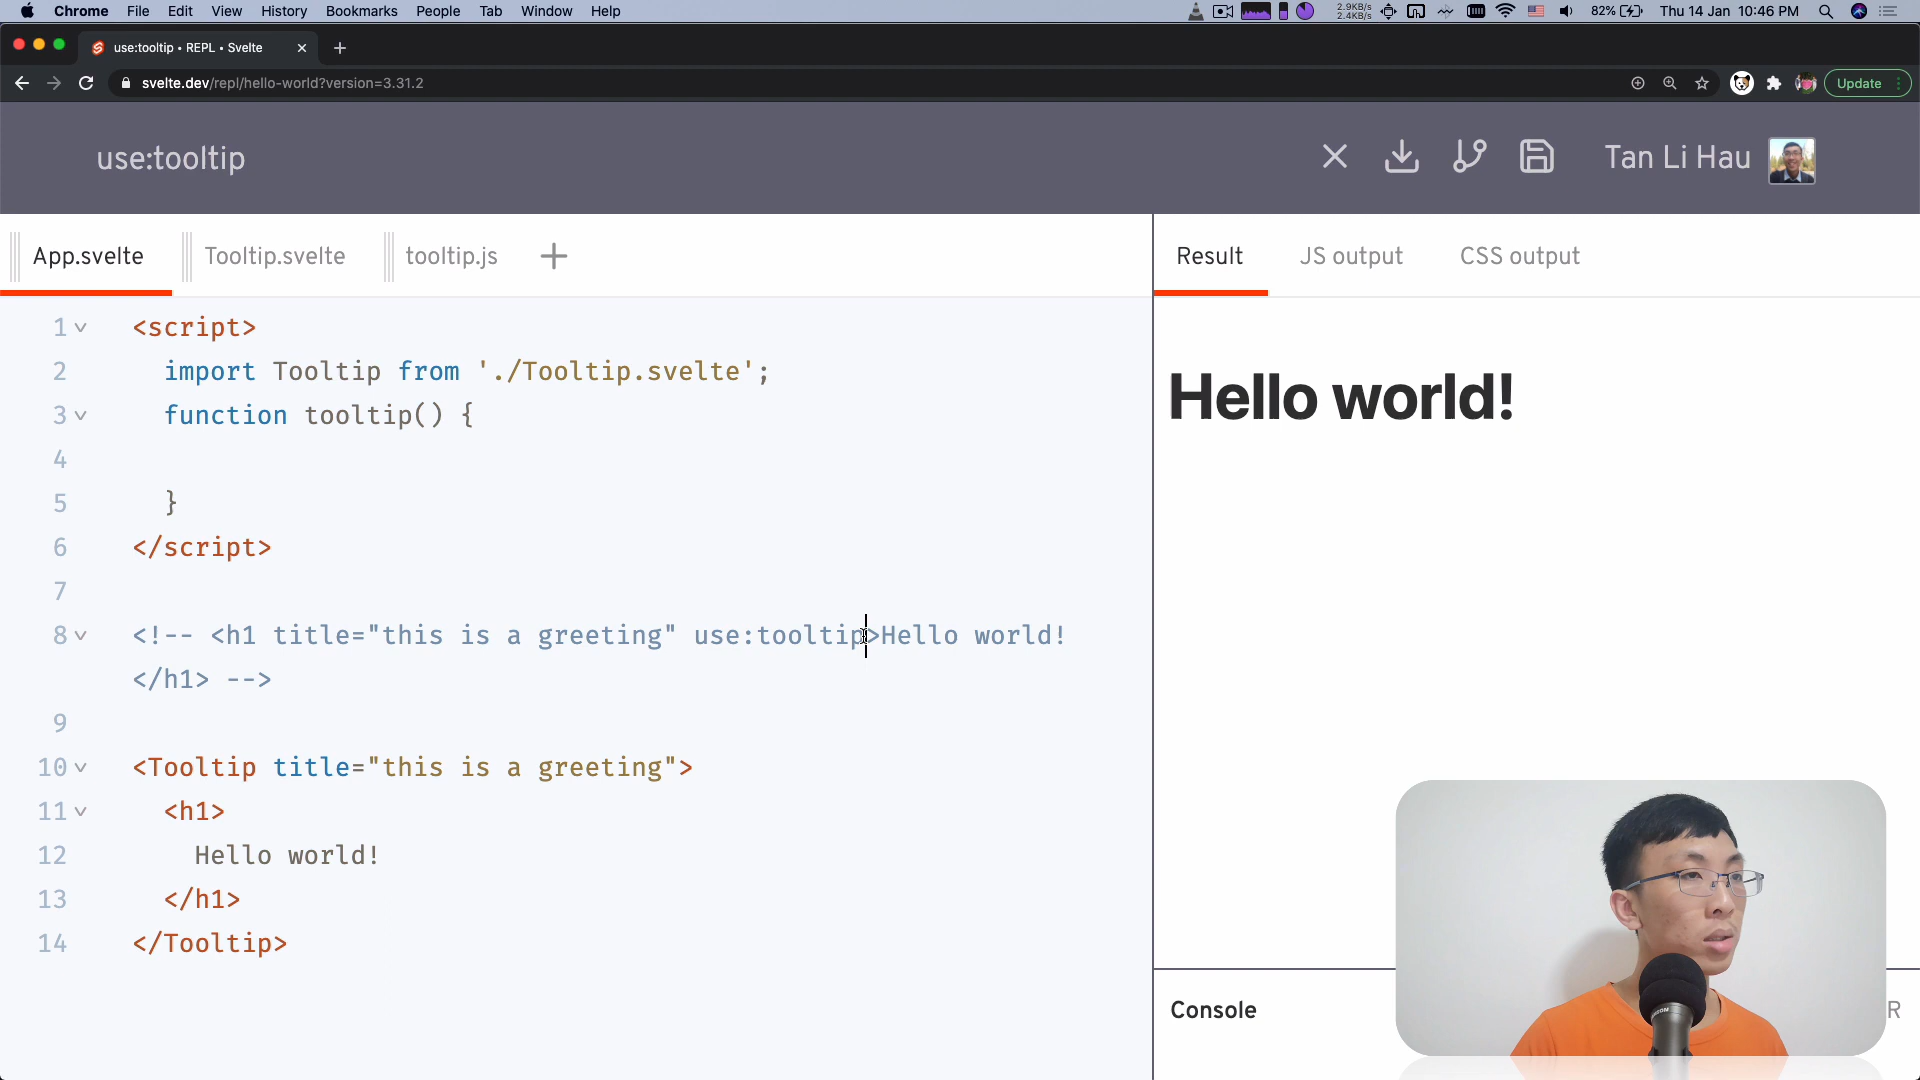 Chrome File Edit View History Bookmarks People Tab Window Help 2.9KB/s 2.4KB/s 82% Thu 14 Jan 10:46 PM
use:tooltip • REPL • Svelte
svelte.dev/repl/hello-world?version=3.31.2 Update
use:tooltip Tan Li Hau
App.svelte Tooltip.svelte tooltip.js Result JS output CSS output
1 <script>
2 import Tooltip from './Tooltip.svelte';
3 function tooltip() {
4
5 }
6 </script>
7
8 <!-- <h1 title="this is a greeting" use:tooltip>Hello world!
</h1> -->
9
10 <Tooltip title="this is a greeting">
11 <h1>
12 Hello world!
13 </h1>
14 </Tooltip>
Hello world!
Console R